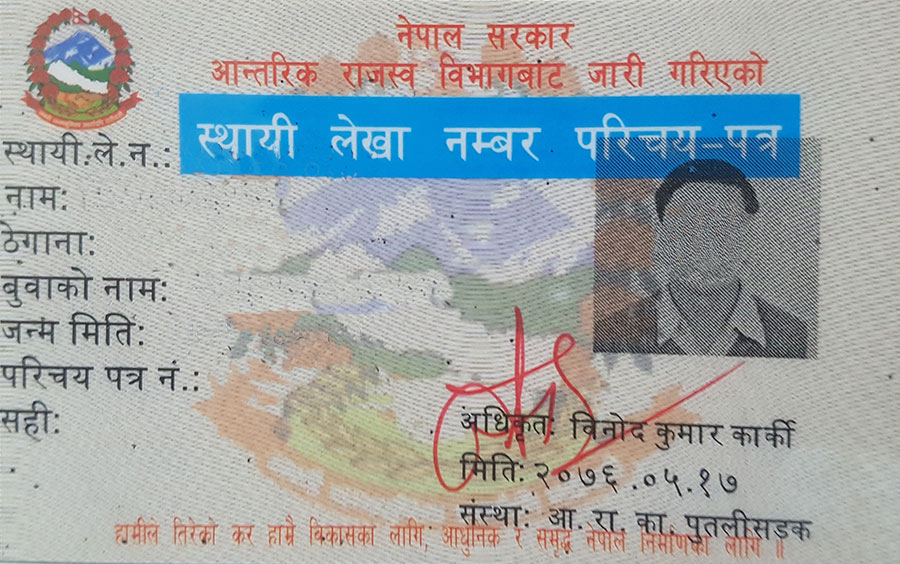 नेपाल सरकार
आन्तरिक राजस्व विभागबाट जारी गरिएको
स्थायी लेखा नम्बर परिचय-पत्र
स्थायी.ले.न.:
नाम:
ठेगाना:
बुवाको नाम:
जन्म मिति:
परिचय पत्र नं.:
सही:
अधिकृत: विनोद कुमार कार्की
मिति: २०७६.०५.१७
संस्था: आ. रा. का. पुतलीसडक
हामीले तिरेको कर हाम्रै विकासका लागि, आधुनिक र समृद्ध नेपाल निर्माणका लागि ॥